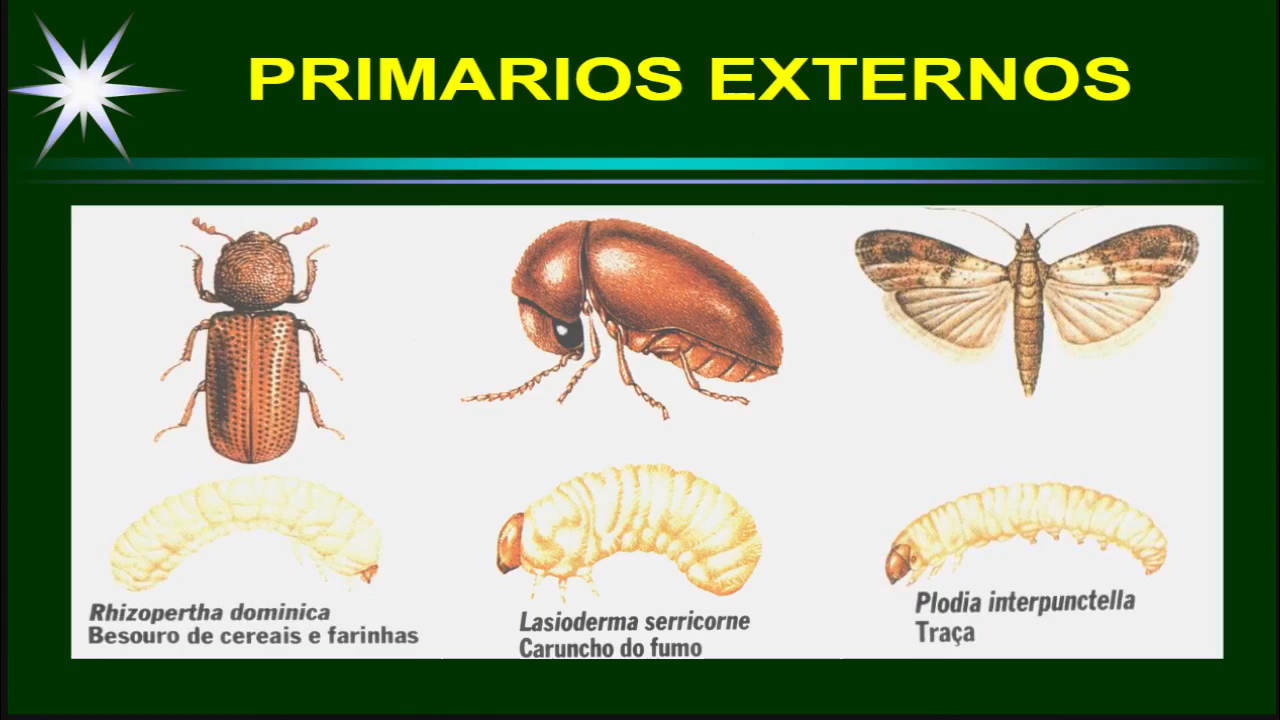 PRIMARIOS EXTERNOS
Rhizopertha dominica
Besouro de cereais e farinhas
Lasioderma serricorne
Caruncho do fumo
Plodia interpunctella
Traça